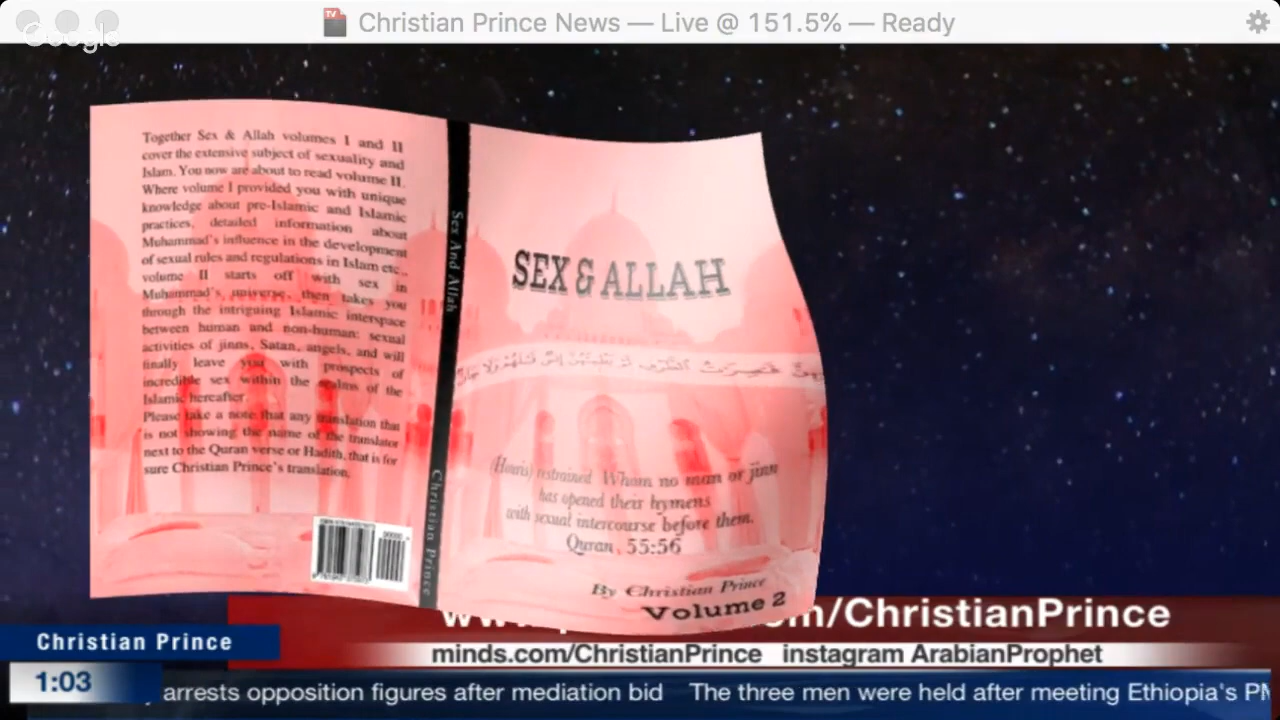 Christian Prince News — Live @ 151.5% — Ready
Google
Together Sex & Allah volumes I and II
cover the extensive subject of sexuality and
Islam. You now are about to read volume II.
Where volume I provided you with unique
knowledge about pre-Islamic and Islamic
practices, detailed information about
Muhammad's influence in the development
of sexual rules and regulations in Islam etc.,
volume II starts off with sex in
Muhammad's universe, then takes you
through the intriguing Islamic interspace
between human and non-human: sexual
activities of jinns, Satan, angels, and will
finally leave you with prospects of
incredible sex within the realms of the
Islamic hereafter.
Please take a note that any translation that
is not showing the name of the translator
next to the Quran verse or Hadith, that is for
sure Christian Prince's translation.
Sex And Allah
Christian Prince
SEX & ALLAH
(Houris) restrained Whom no man or jinn
has opened their hymens
with sexual intercourse before them.
Quran, 55:56
By Christian Prince
Volume 2
om/ChristianPrince
minds.com/ChristianPrince instagram ArabianProphet
Christian Prince
1:03
arrests opposition figures after mediation bid The three men were held after meeting Ethiopia's PM